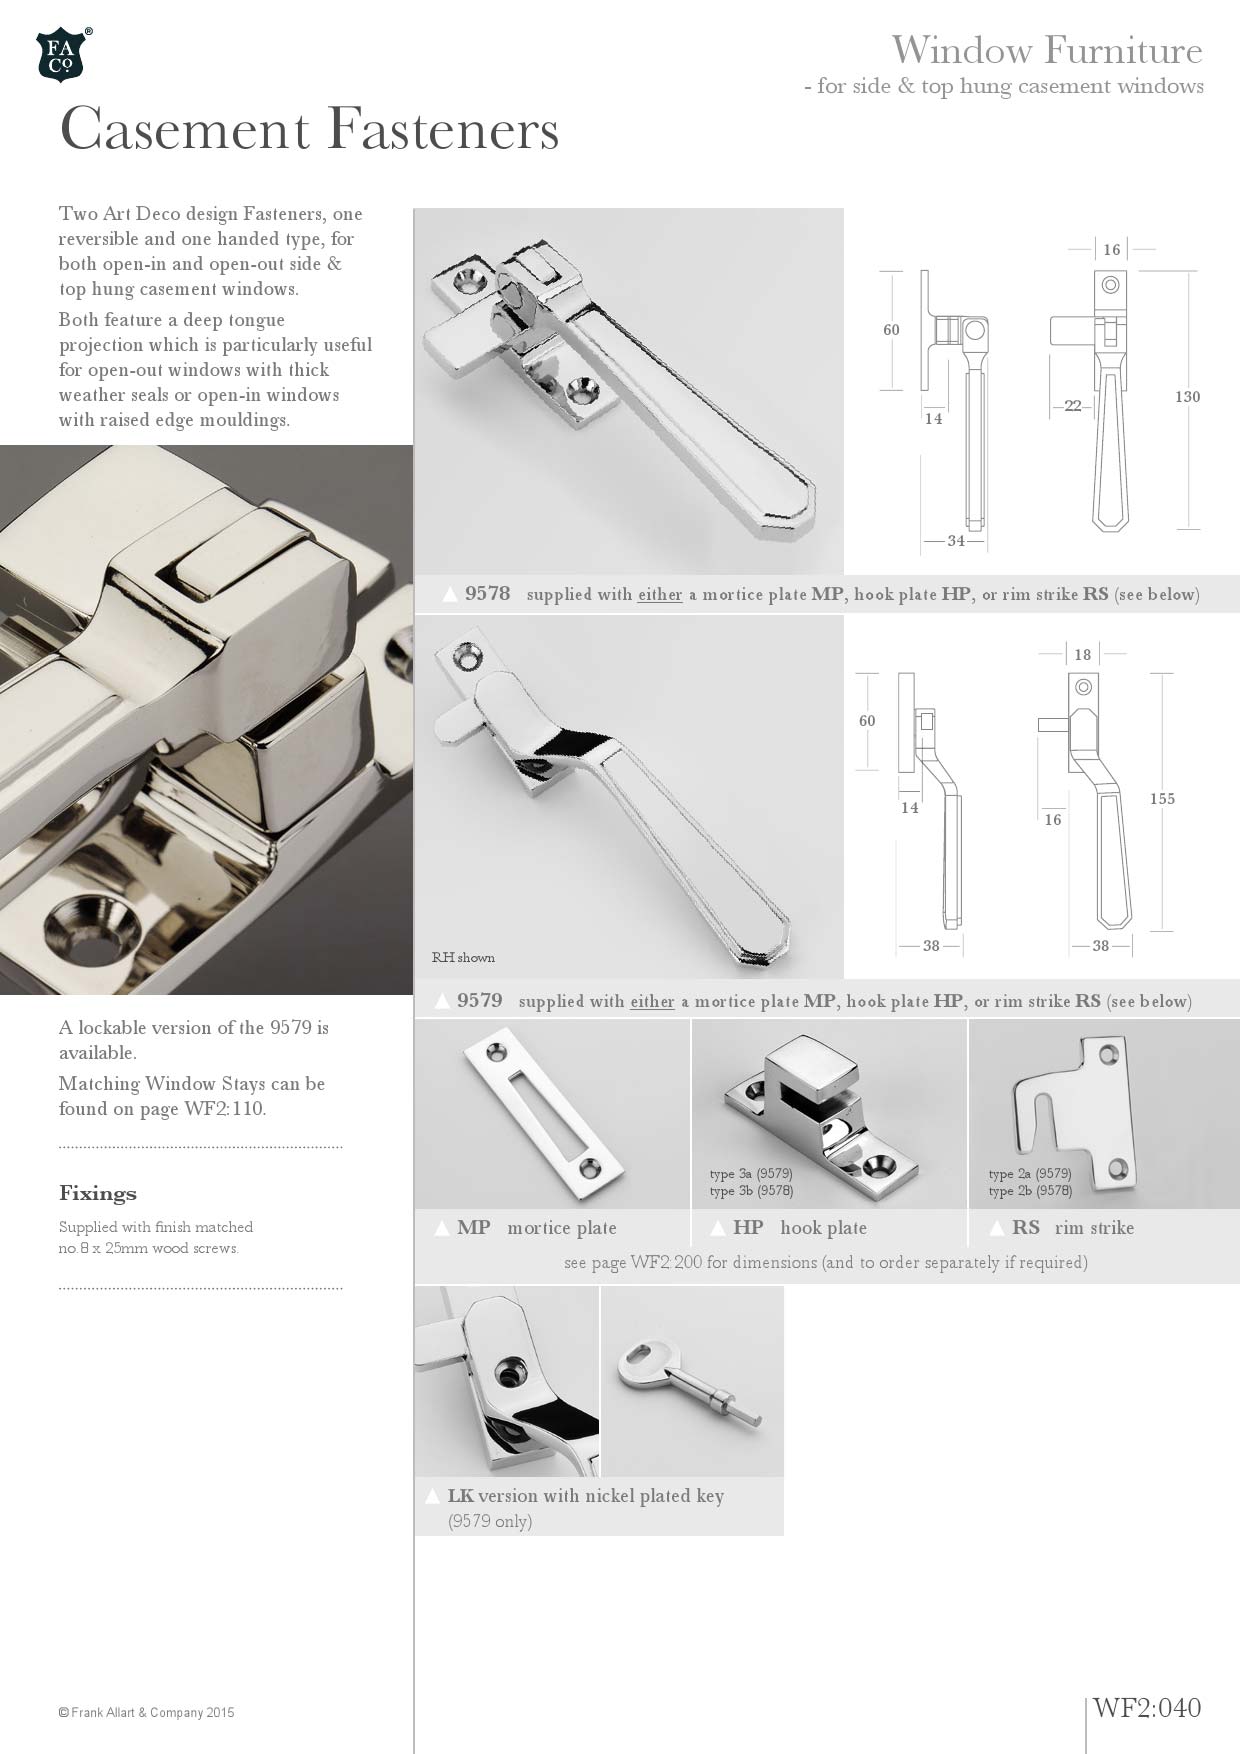 FA
Co.
®
Window Furniture
- for side & top hung casement windows
Casement Fasteners
Two Art Deco design Fasteners, one
reversible and one handed type, for
both open-in and open-out side &
top hung casement windows.
Both feature a deep tongue
projection which is particularly useful
for open-out windows with thick
weather seals or open-in windows
with raised edge mouldings.
16
60
14
22
130
34
9578 supplied with either a mortice plate MP, hook plate HP, or rim strike RS (see below)
18
60
14
16
155
38
38
RH shown
9579 supplied with either a mortice plate MP, hook plate HP, or rim strike RS (see below)
A lockable version of the 9579 is
available.
Matching Window Stays can be
found on page WF2:110.
Fixings
Supplied with finish matched
no.8 x 25mm wood screws.
type 3a (9579)
type 3b (9578)
type 2a (9579)
type 2b (9578)
MP mortice plate
HP hook plate
RS rim strike
see page WF2:200 for dimensions (and to order separately if required)
LK version with nickel plated key
(9579 only)
© Frank Allart & Company 2015
WF2:040